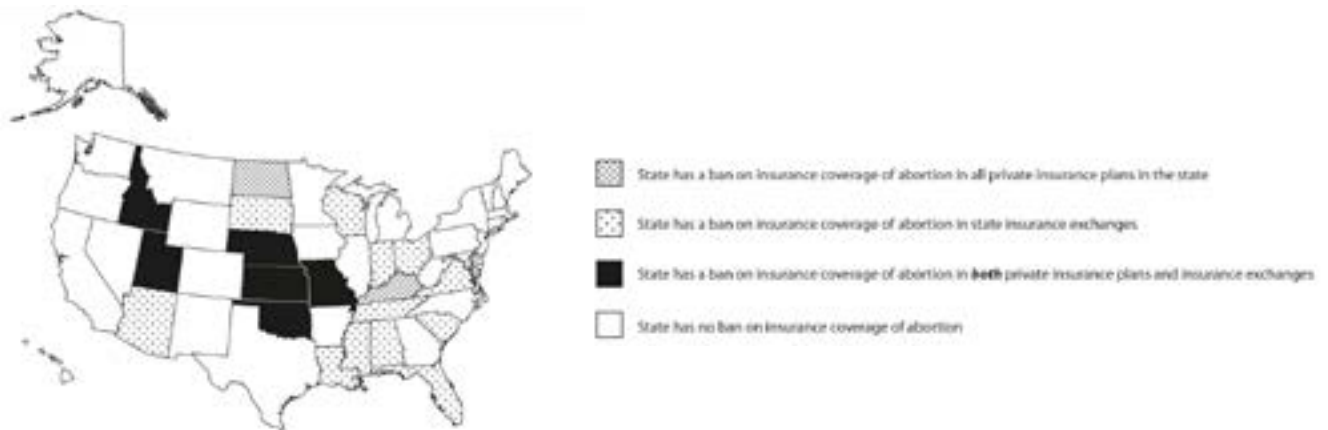 State has a ban on insurance coverage of abortion in all private insurance plans in the state
State has a ban on insurance coverage of abortion in state insurance exchanges
State has a ban on insurance coverage of abortion in both private insurance plans and insurance exchanges
State has no ban on insurance coverage of abortion